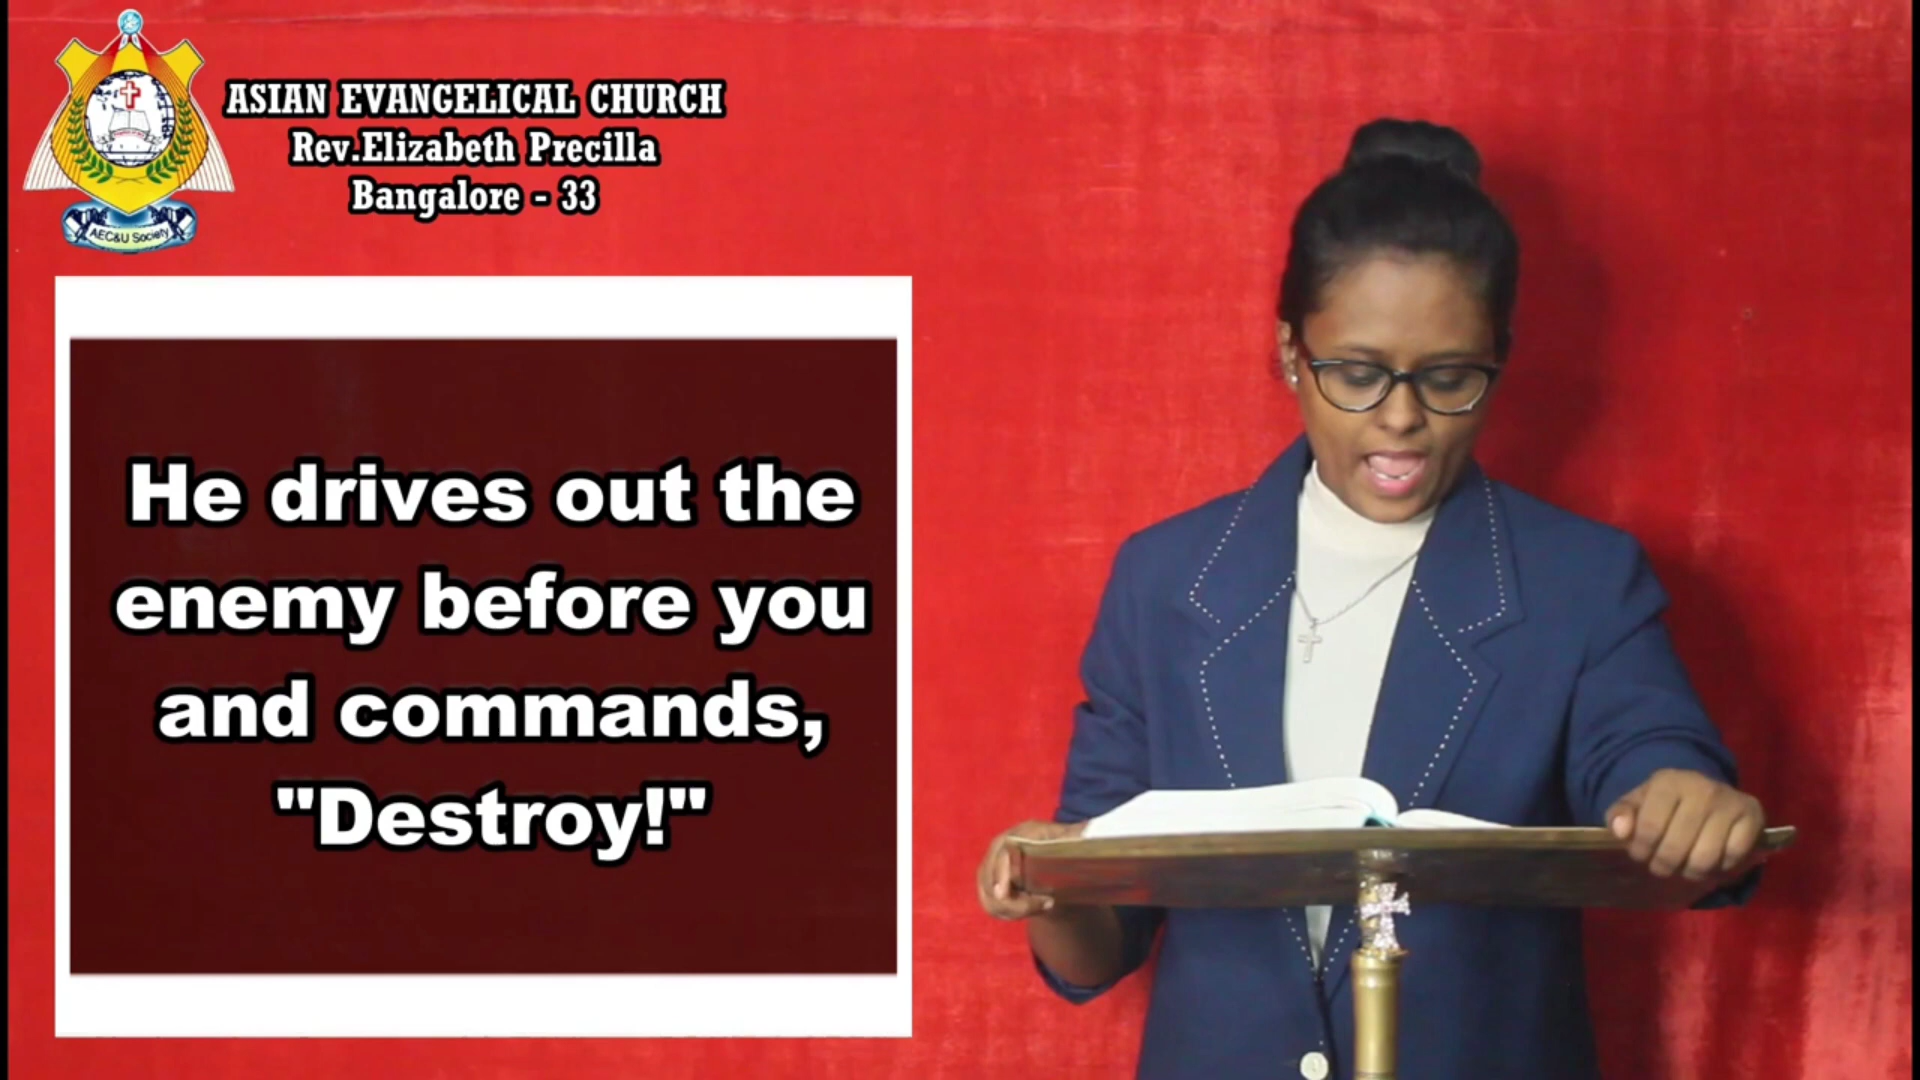 ASIAN EVANGELICAL CHURCH
Rev.Elizabeth Precilla
Bangalore - 33
AEC&U Society
He drives out the
enemy before you
and commands,
"Destroy!"